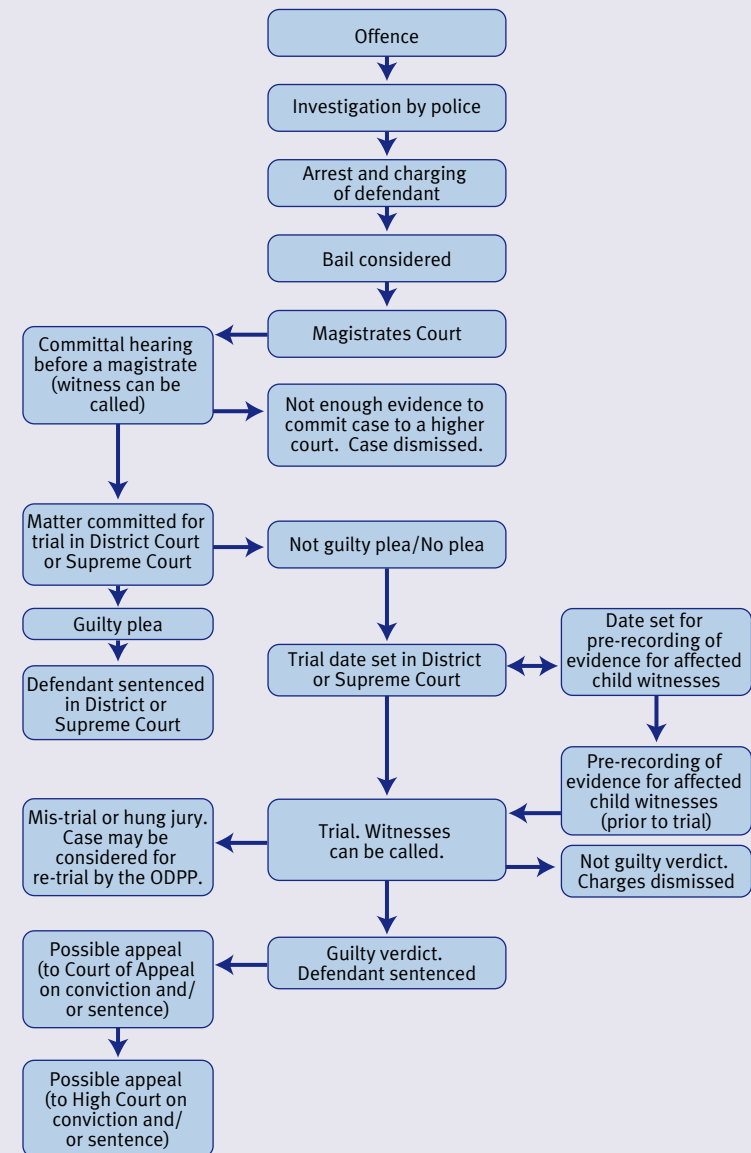 Offence
Investigation by police
Arrest and charging
of defendant
Bail considered
Magistrates Court
Committal hearing
before a magistrate
(witness can be
called)
Not enough evidence to
commit case to a higher
court.  Case dismissed.
Matter committed for
trial in District Court
or Supreme Court
Not guilty plea/No plea
Guilty plea
Defendant sentenced
in District or
Supreme Court
Trial date set in District
or Supreme Court
Date set for
pre-recording of
evidence for affected
child witnesses
Pre-recording of
evidence for affected
child witnesses
(prior to trial)
Mis-trial or hung jury.
Case may be
considered for
re-trial by the ODPP.
Trial. Witnesses
can be called.
Not guilty verdict.
Charges dismissed
Guilty verdict.
Defendant sentenced
Possible appeal
(to Court of Appeal
on conviction and/
or sentence)
Possible appeal
(to High Court on
conviction and/
or sentence)